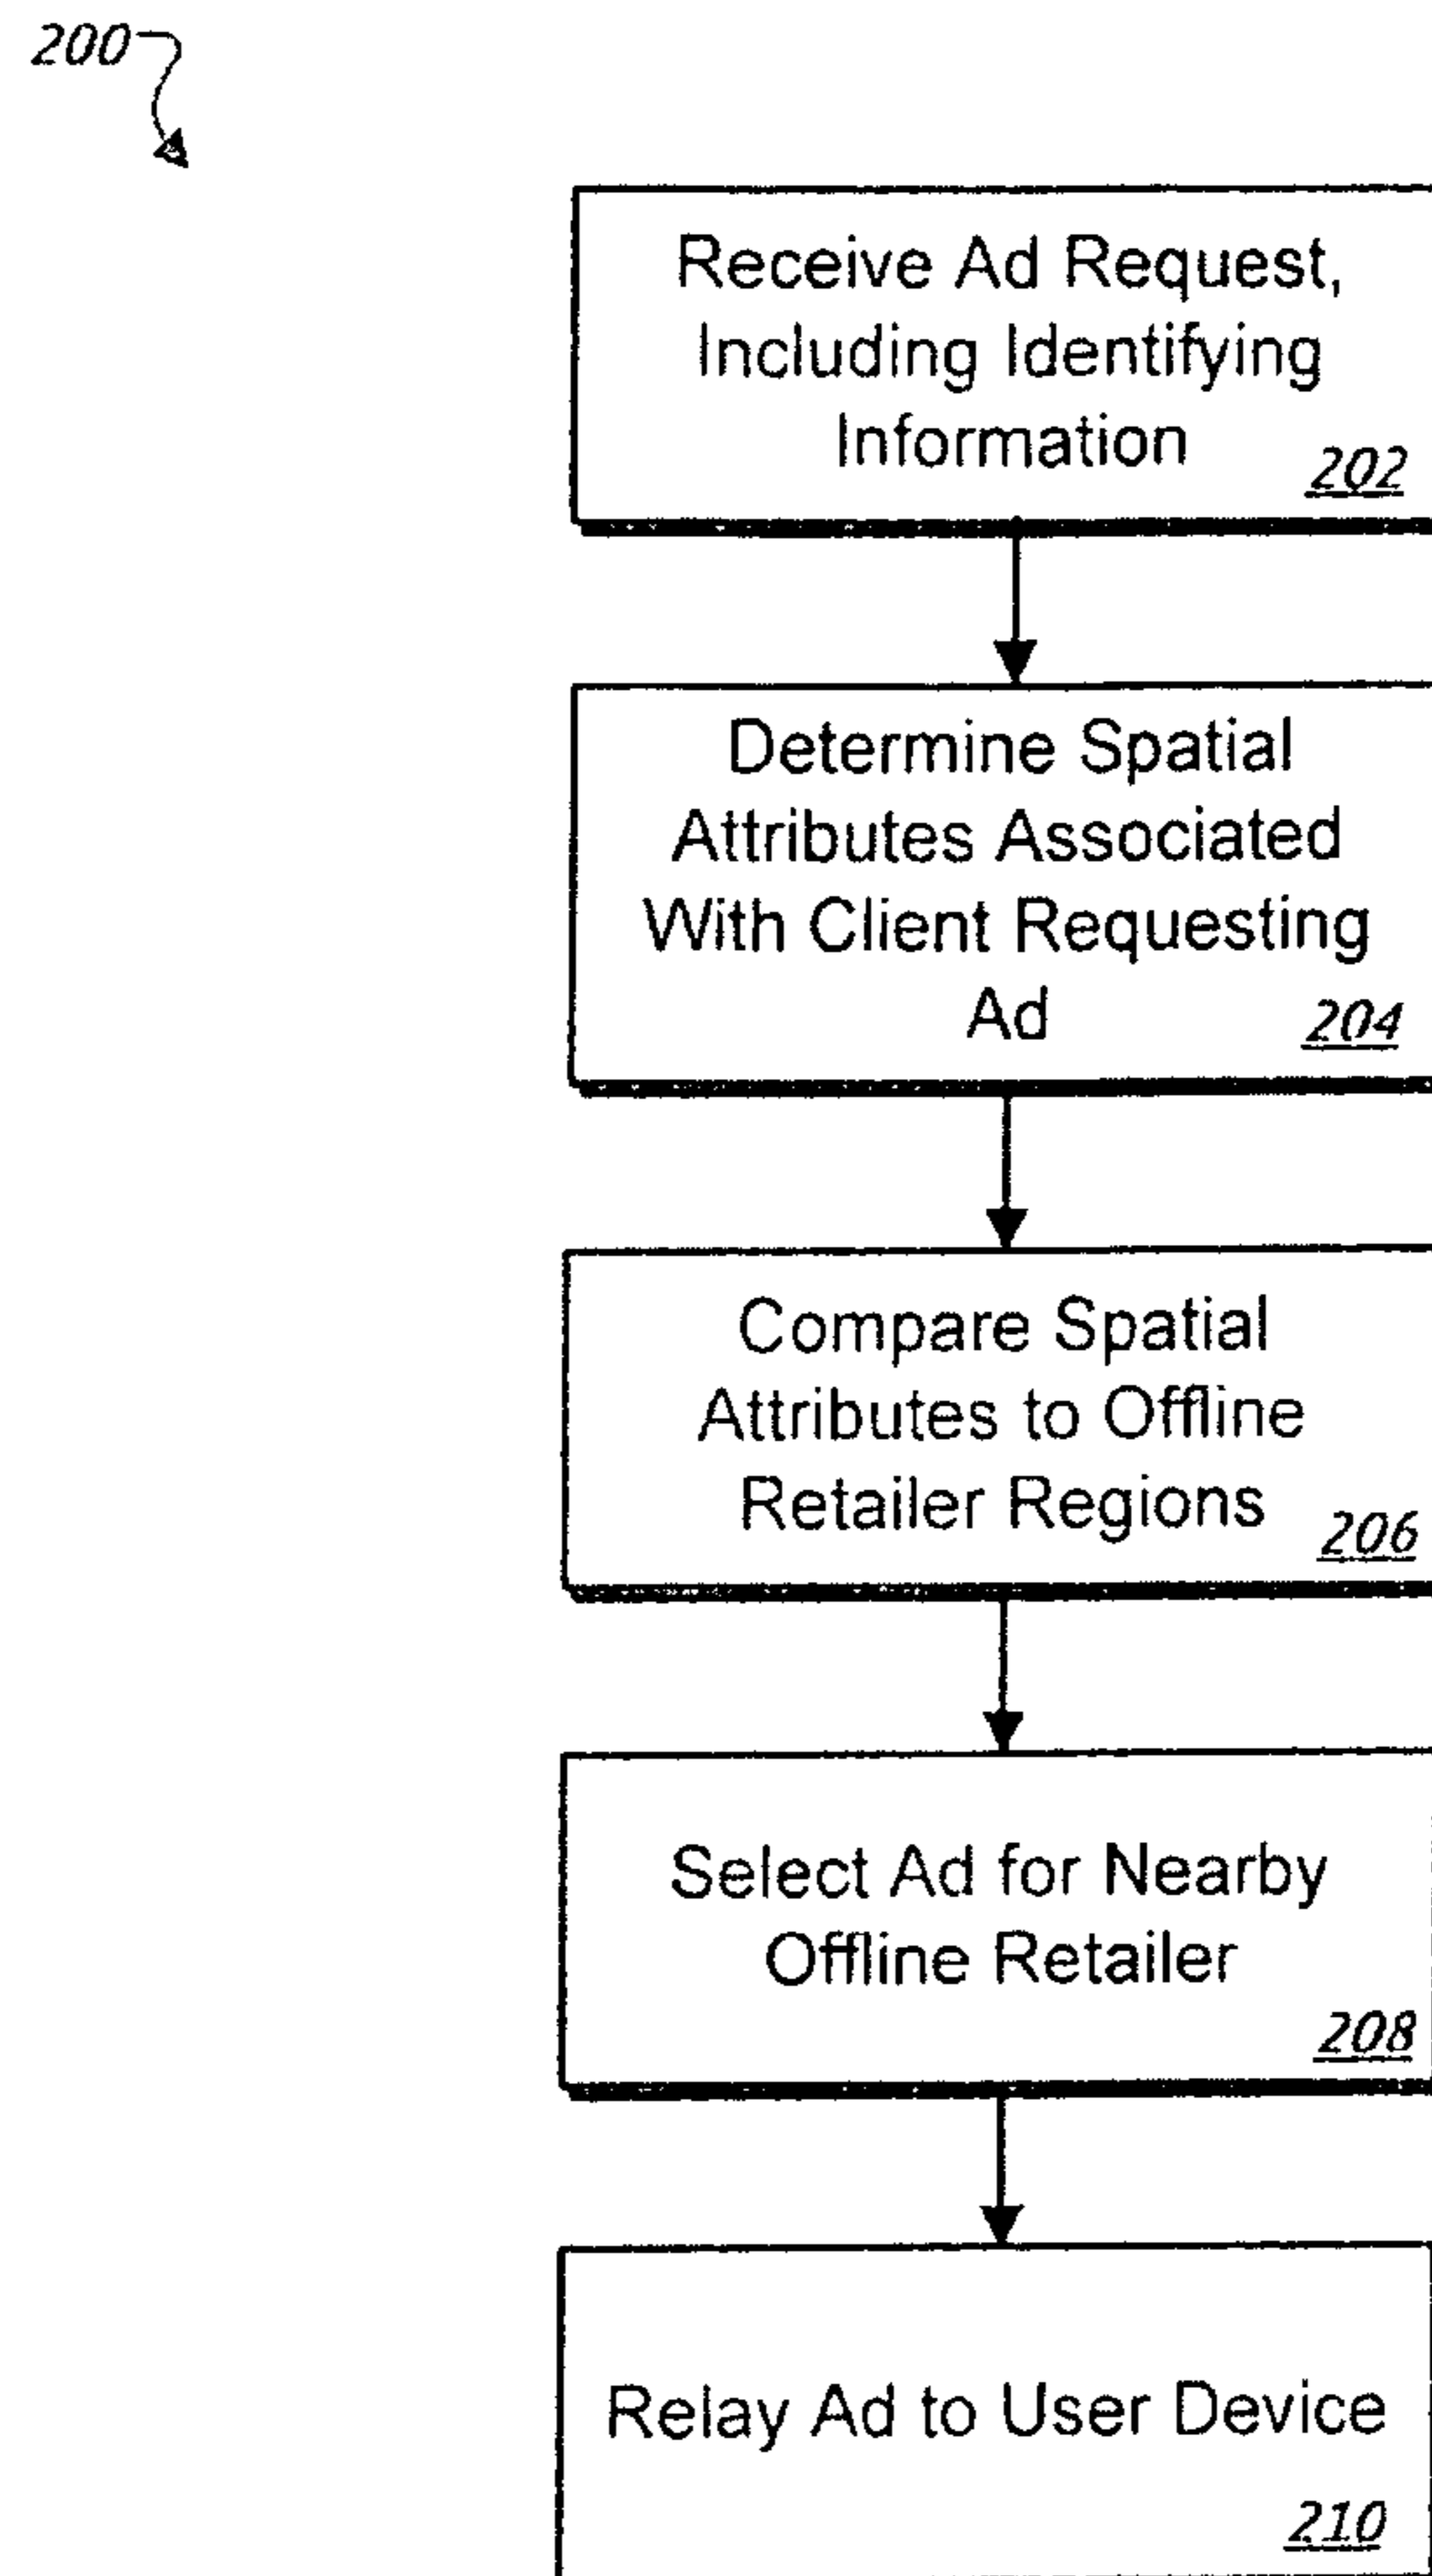 200
Receive Ad Request,
Including Identifying
Information
202
Determine Spatial
Attributes Associated
With Client Requesting
Ad
204
Compare Spatial
Attributes to Offline
Retailer Regions
206
Select Ad for Nearby
Offline Retailer
208
Relay Ad to User Device
210